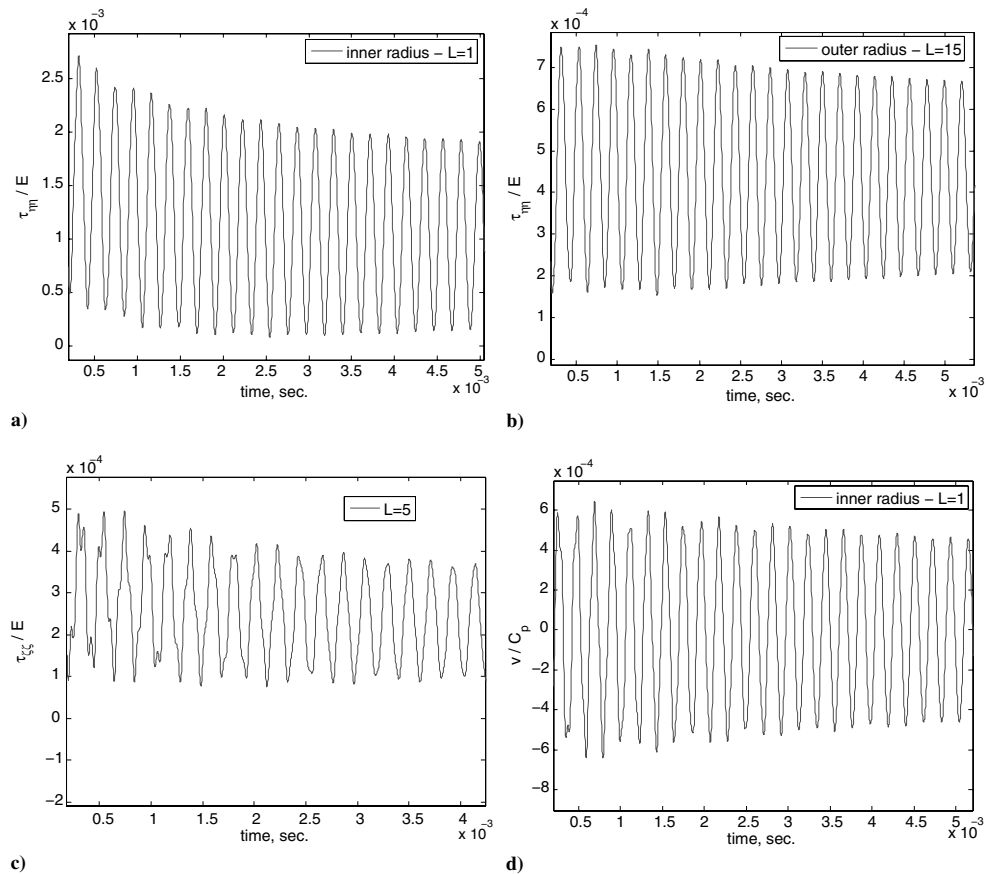 x 10⁻³
inner radius – L=1
2.5
2
1.5
1
0.5
0
τηη / E
0.5 1 1.5 2 2.5 3 3.5 4 4.5 5
x 10⁻³
time, sec.
a)
x 10⁻⁴
outer radius – L=15
7
6
5
4
3
2
1
0
τηη / E
0.5 1 1.5 2 2.5 3 3.5 4 4.5 5
x 10⁻³
time, sec.
b)
x 10⁻⁴
L=5
5
4
3
2
1
0
−1
−2
τζζ / E
0.5 1 1.5 2 2.5 3 3.5 4
x 10⁻³
time, sec.
c)
x 10⁻⁴
inner radius – L=1
6
4
2
0
−2
−4
−6
−8
v / Cp
0.5 1 1.5 2 2.5 3 3.5 4 4.5 5
x 10⁻³
time, sec.
d)